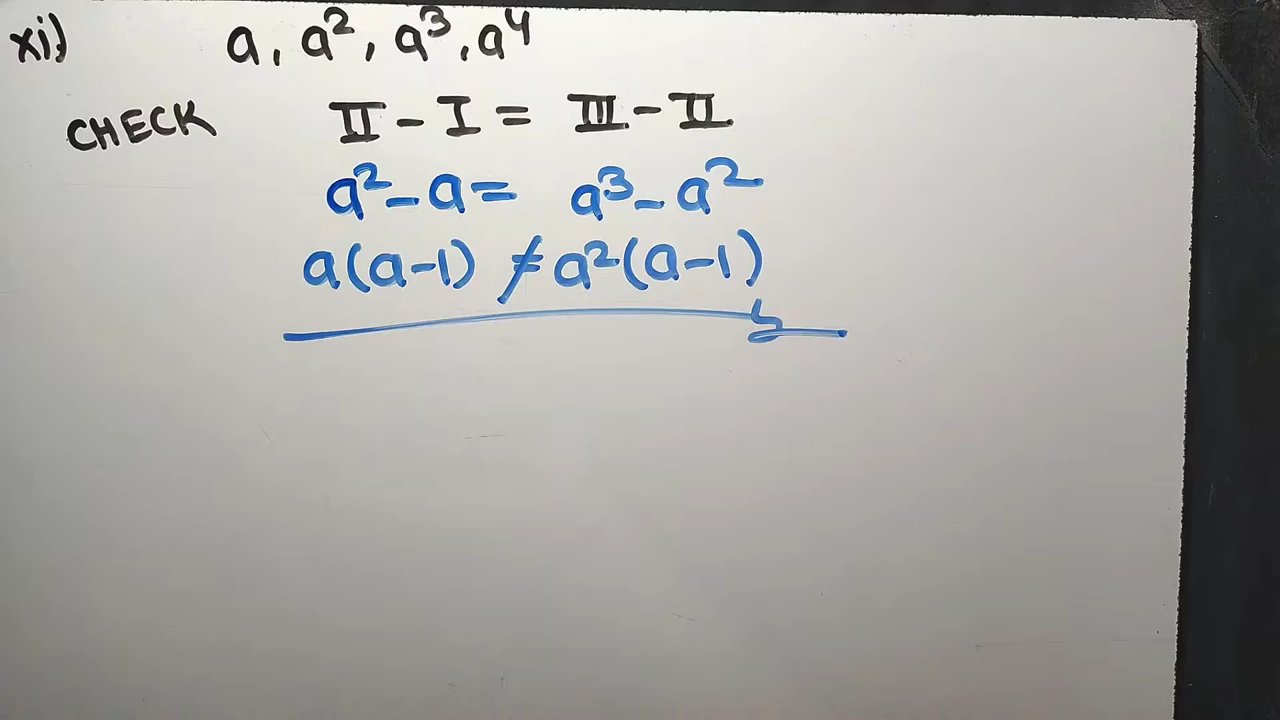 xi) a, a², a³, a⁴
CHECK II - I = III - II
a² - a = a³ - a²
a(a-1) ≠ a²(a-1)